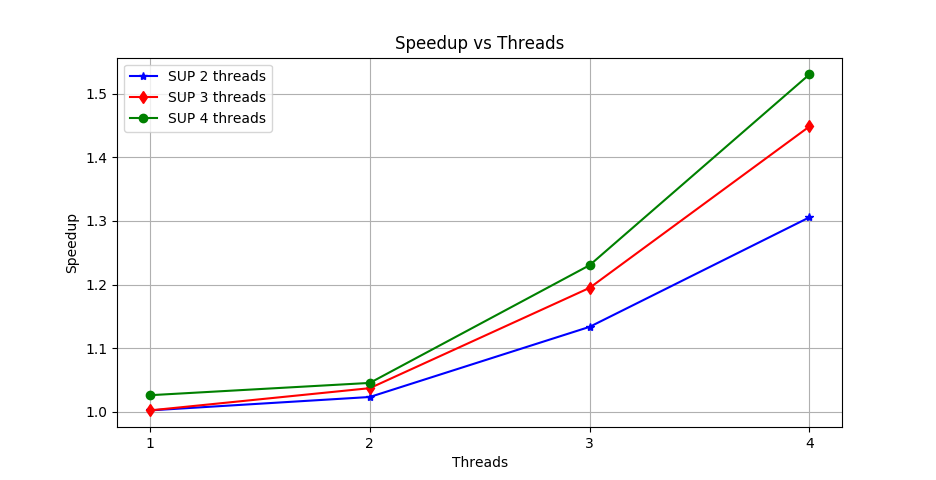 Speedup vs Threads
SUP 2 threads
SUP 3 threads
SUP 4 threads
Speedup
1.5
1.4
1.3
1.2
1.1
1.0
1 2 3 4
Threads